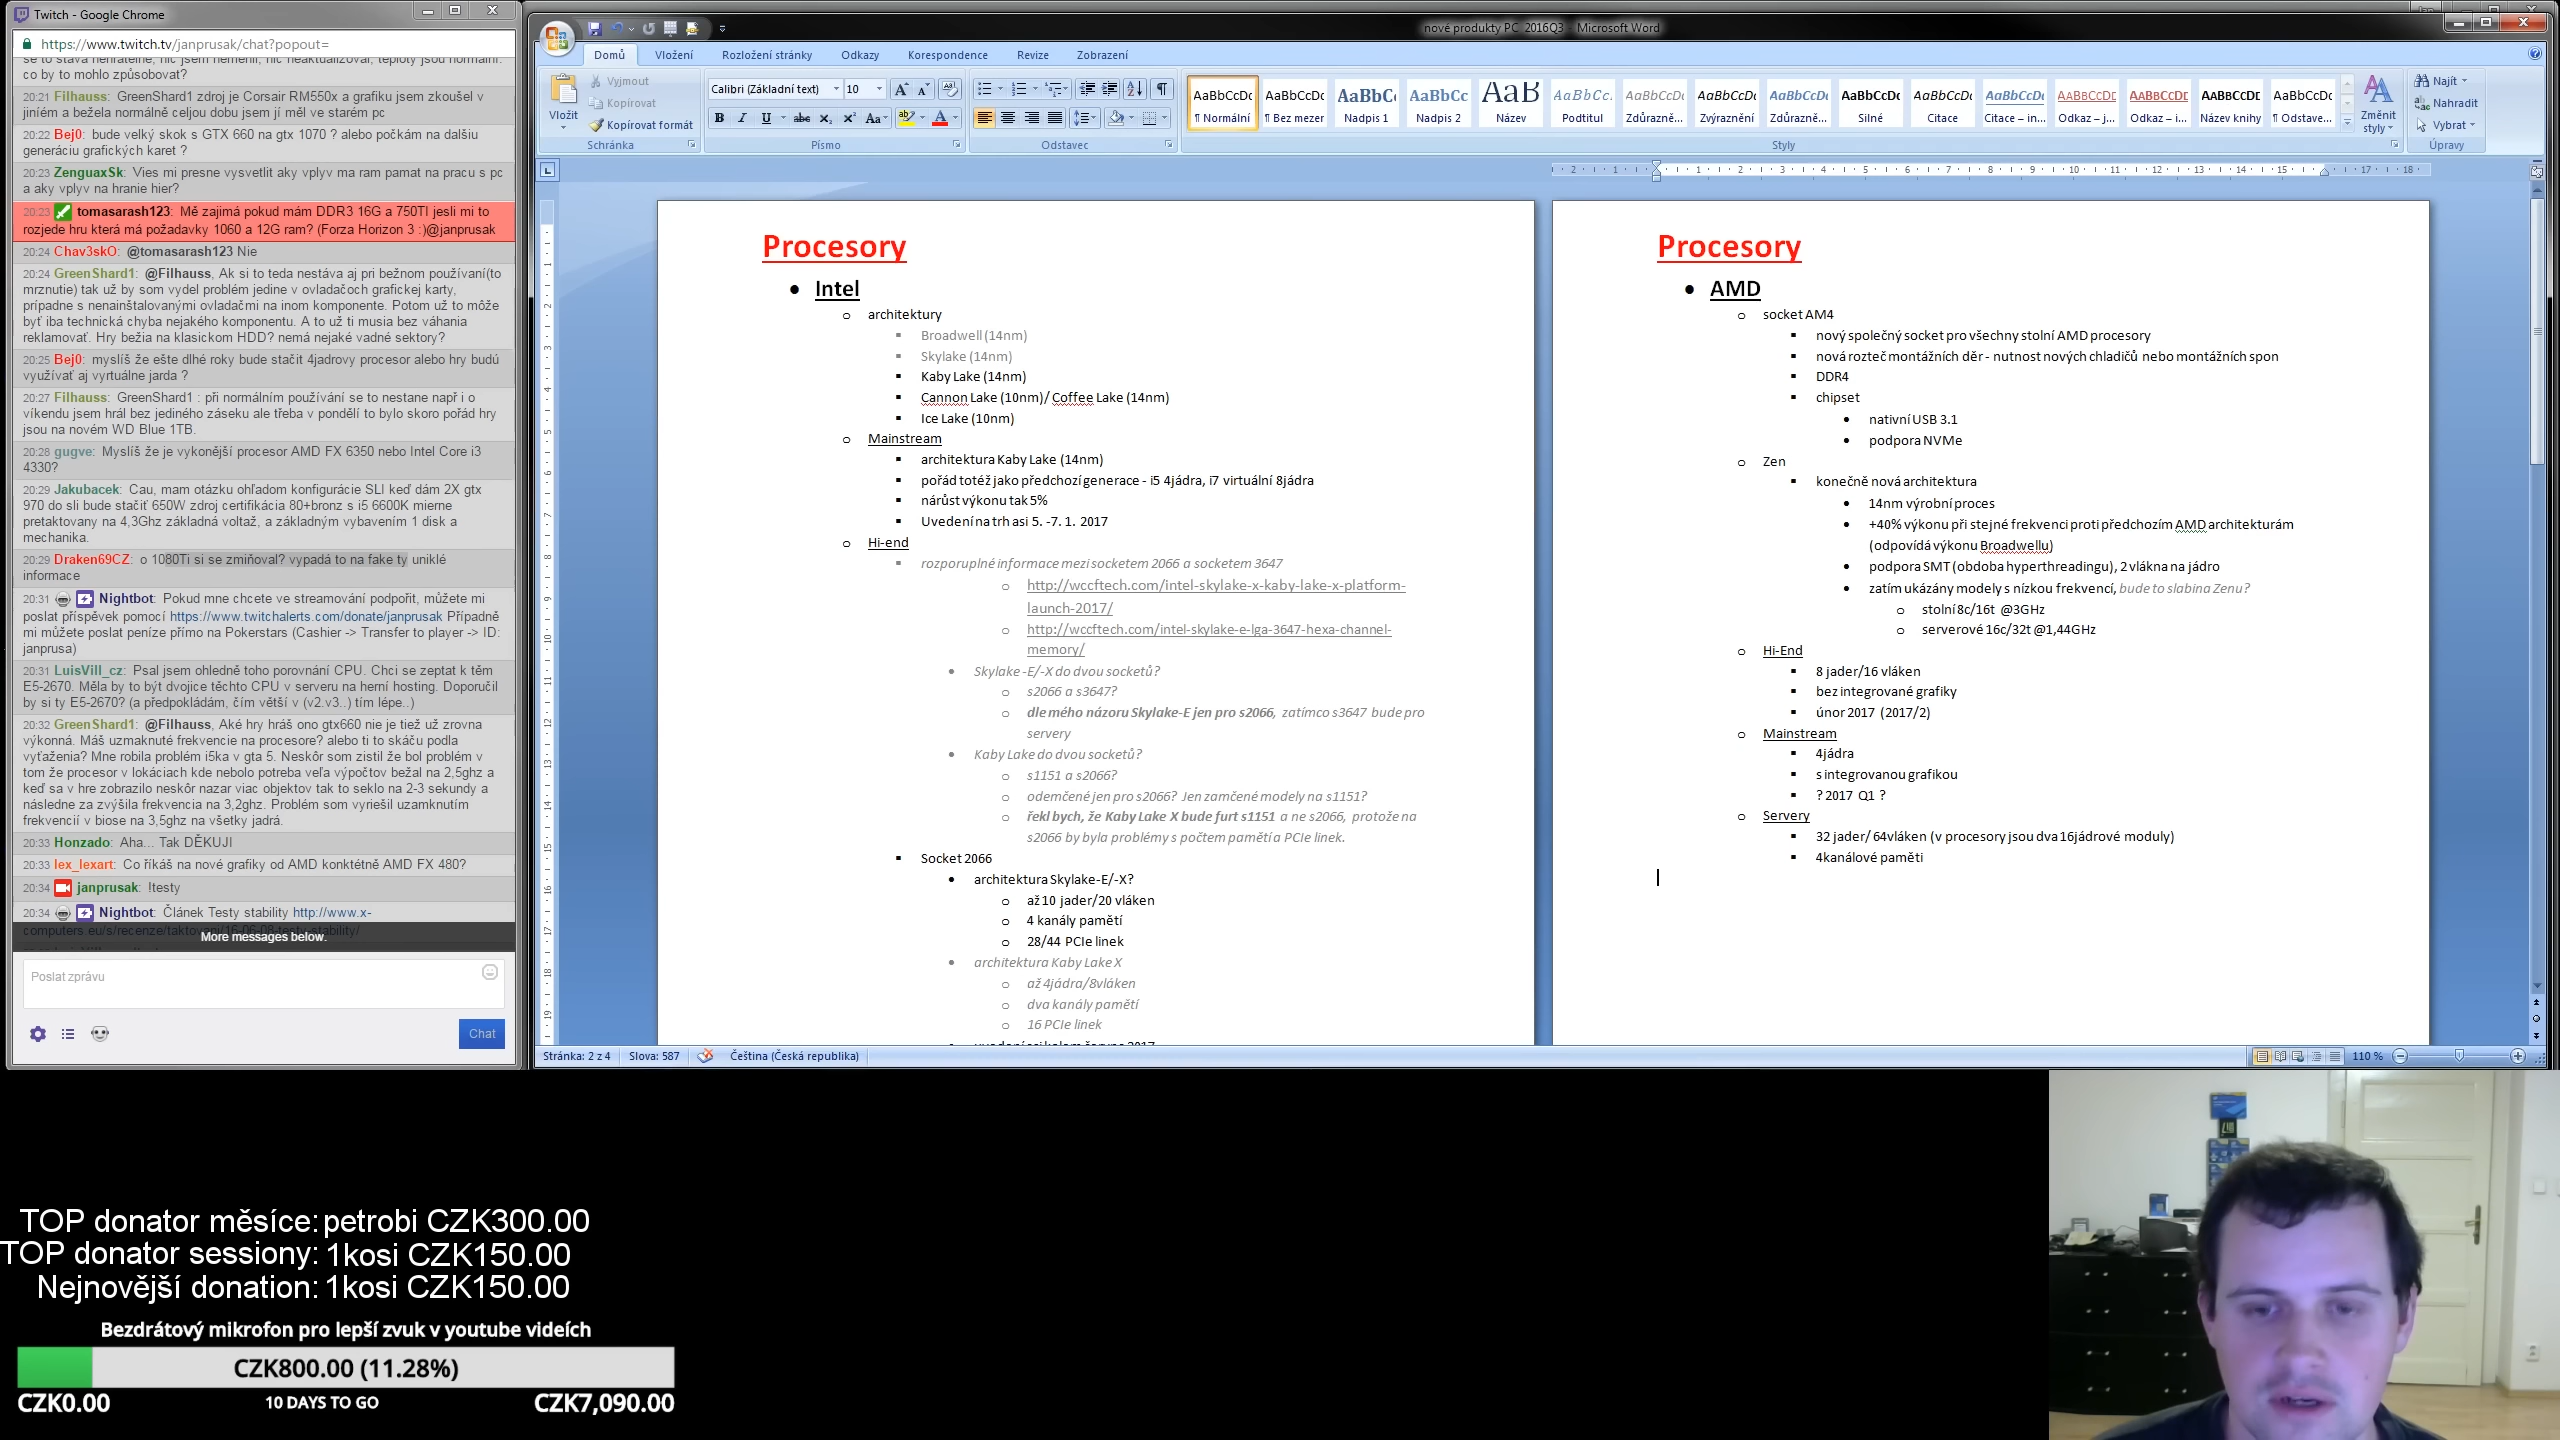 Twitch - Google Chrome
https://www.twitch.tv/janprusak/chat?popout=
co by to mohlo způsobovat?
20:21 Filhauss: GreenShard1 zdroj je Corsair RM550x a grafiku jsem zkoušel v
jiném a bežela normálně celjou dobu jsem jí měl ve starém pc
20:22 Bej0: bude velký skok s GTX 660 na gtx 1070 ? alebo počkám na dalšiu
generáciu grafických karet ?
20:23 ZenguaxSk: Vies mi presne vysvetlit aky vplyv ma ram pamat na pracu s pc
a aky vplyv na hranie hier?
20:23 tomasarash123: Mě zajimá pokud mám DDR3 16G a 750TI jesli mi to
rozjede hru která má požadavky 1060 a 12G ram? (Forza Horizon 3 :)@janprusak
20:24 Chav3skO: @tomasarash123 Nie
20:24 GreenShard1: @Filhauss, Ak si to teda nestáva aj pri bežnom používaní(to
mrznutie) tak už by som vydel problém jedine v ovladačoch grafickej karty,
prípadne s nenainštalovanými ovladačmi na inom komponente. Potom už to môže
byť iba technická chyba nejakého komponentu. A to už ti musia bez váhania
reklamovať. Hry bežia na klasickom HDD? nemá nejaké vadné sektory?
20:25 Bej0: myslíš že ešte dlhé roky bude stačiť 4jadrovy procesor alebo hry budú
využívať aj vyrtuálne jarda ?
20:27 Filhauss: GreenShard1 : při normálním používání se to nestane např i o
víkendu jsem hrál bez jediného záseku ale třeba v pondělí to bylo skoro pořád hry
jsou na novém WD Blue 1TB.
20:28 gugve: Myslíš že je vykonější procesor AMD FX 6350 nebo Intel Core i3
4330?
20:29 Jakubacek: Cau, mam otázku ohľadom konfigurácie SLI keď dám 2X gtx
970 do sli bude stačiť 650W zdroj certifikácia 80+bronz s i5 6600K mierne
pretaktovany na 4,3Ghz základná voltaž, a základným vybavením 1 disk a
mechanika.
20:29 Draken69CZ: o 1080Ti si se zmiňoval? vypadá to na fake ty uniklé
informace
20:31 Nightbot: Pokud mne chcete ve streamování podpořit, můžete mi
poslat příspěvek pomocí https://www.twitchalerts.com/donate/janprusak Případně
mi můžete poslat peníze přímo na Pokerstars (Cashier -> Transfer to player -> ID:
janprusa)
20:31 LuisVill_cz: Psal jsem ohledně toho porovnání CPU. Chci se zeptat k těm
E5-2670. Měla by to být dvojice těchto CPU v serveru na herní hosting. Doporučil
by si ty E5-2670? (a předpokládám, čím větší v (v2.v3..) tím lépe..)
20:32 GreenShard1: @Filhauss, Aké hry hráš ono gtx660 nie je tiež už zrovna
výkonná. Máš uzmaknuté frekvencie na procesore? alebo ti to skáču podla
vyťaženia? Mne robila problém i5ka v gta 5. Neskôr som zistil že bol problém v
tom že procesor v lokáciach kde nebolo potreba veľa výpočtov bežal na 2,5ghz a
keď sa v hre zobrazilo neskôr nazar viac objektov tak to seklo na 2-3 sekundy a
následne za zvýšila frekvencia na 3,2ghz. Problém som vyriešil uzamknutím
frekvencií v biose na 3,5ghz na všetky jadrá.
20:33 Honzado: Aha... Tak DĚKUJI
20:33 lex_lexart: Co říkáš na nové grafiky od AMD konktétně AMD FX 480?
20:34 janprusak: !testy
20:34 Nightbot: Článek Testy stability http://www.x-
computers.eu/s/recenze/taktovani/16-06-08-testy-stability/
More messages below.
Poslat zprávu
Chat
nové produkty PC 2016Q3 - Microsoft Word
Domů Vložení Rozložení stránky Odkazy Korespondence Revize Zobrazení
Vložit
Vyjmout
Kopírovat
Kopírovat formát
Schránka
Calibri (Základní text) 10
Písmo
Odstavec
¶ Normální ¶ Bez mezer Nadpis 1 Nadpis 2 Název Podtitul Zdůrazně... Zvýraznění Zdůrazně... Silné Citace Citace – in... Odkaz – j... Odkaz – i... Název knihy ¶ Odstave...
Styly
Změnit
styly
Najít
Nahradit
Vybrat
Úpravy
Procesory
Intel
architektury
Broadwell (14nm)
Skylake (14nm)
Kaby Lake (14nm)
Cannon Lake (10nm)/ Coffee Lake (14nm)
Ice Lake (10nm)
Mainstream
architektura Kaby Lake (14nm)
pořád totéž jako předchozí generace - i5 4jádra, i7 virtuální 8jádra
nárůst výkonu tak 5%
Uvedení na trh asi 5. -7. 1. 2017
Hi-end
rozporuplné informace mezi socketem 2066 a socketem 3647
http://wccftech.com/intel-skylake-x-kaby-lake-x-platform-
launch-2017/
http://wccftech.com/intel-skylake-e-lga-3647-hexa-channel-
memory/
Skylake -E/-X do dvou socketů?
s2066 a s3647?
dle mého názoru Skylake-E jen pro s2066, zatímco s3647 bude pro
servery
Kaby Lake do dvou socketů?
s1151 a s2066?
odemčené jen pro s2066? Jen zamčené modely na s1151?
řekl bych, že Kaby Lake X bude furt s1151 a ne s2066, protože na
s2066 by byla problémy s počtem pamětí a PCIe linek.
Socket 2066
architektura Skylake-E/-X?
až 10 jader/20 vláken
4 kanály pamětí
28/44 PCIe linek
architektura Kaby Lake X
až 4jádra/8vláken
dva kanály pamětí
16 PCIe linek
Procesory
AMD
socket AM4
nový společný socket pro všechny stolní AMD procesory
nová rozteč montážních děr - nutnost nových chladičů nebo montážních spon
DDR4
chipset
nativní USB 3.1
podpora NVMe
Zen
konečně nová architektura
14nm výrobní proces
+40% výkonu při stejné frekvenci proti předchozím AMD architekturám
(odpovídá výkonu Broadwellu)
podpora SMT (obdoba hyperthreadingu), 2 vlákna na jádro
zatím ukázány modely s nízkou frekvencí, bude to slabina Zenu?
stolní 8c/16t @3GHz
serverové 16c/32t @1,44GHz
Hi-End
8 jader/16 vláken
bez integrované grafiky
únor 2017 (2017/2)
Mainstream
4jádra
s integrovanou grafikou
? 2017 Q1 ?
Servery
32 jader/ 64vláken (v procesory jsou dva 16jádrové moduly)
4kanálové paměti
Stránka: 2 z 4 Slova: 587 Čeština (Česká republika) 110 %
TOP donator měsíce: petrobi CZK300.00
TOP donator sessiony: 1kosi CZK150.00
Nejnovější donation: 1kosi CZK150.00
Bezdrátový mikrofon pro lepší zvuk v youtube videích
CZK800.00 (11.28%)
CZK0.00 10 DAYS TO GO CZK7,090.00